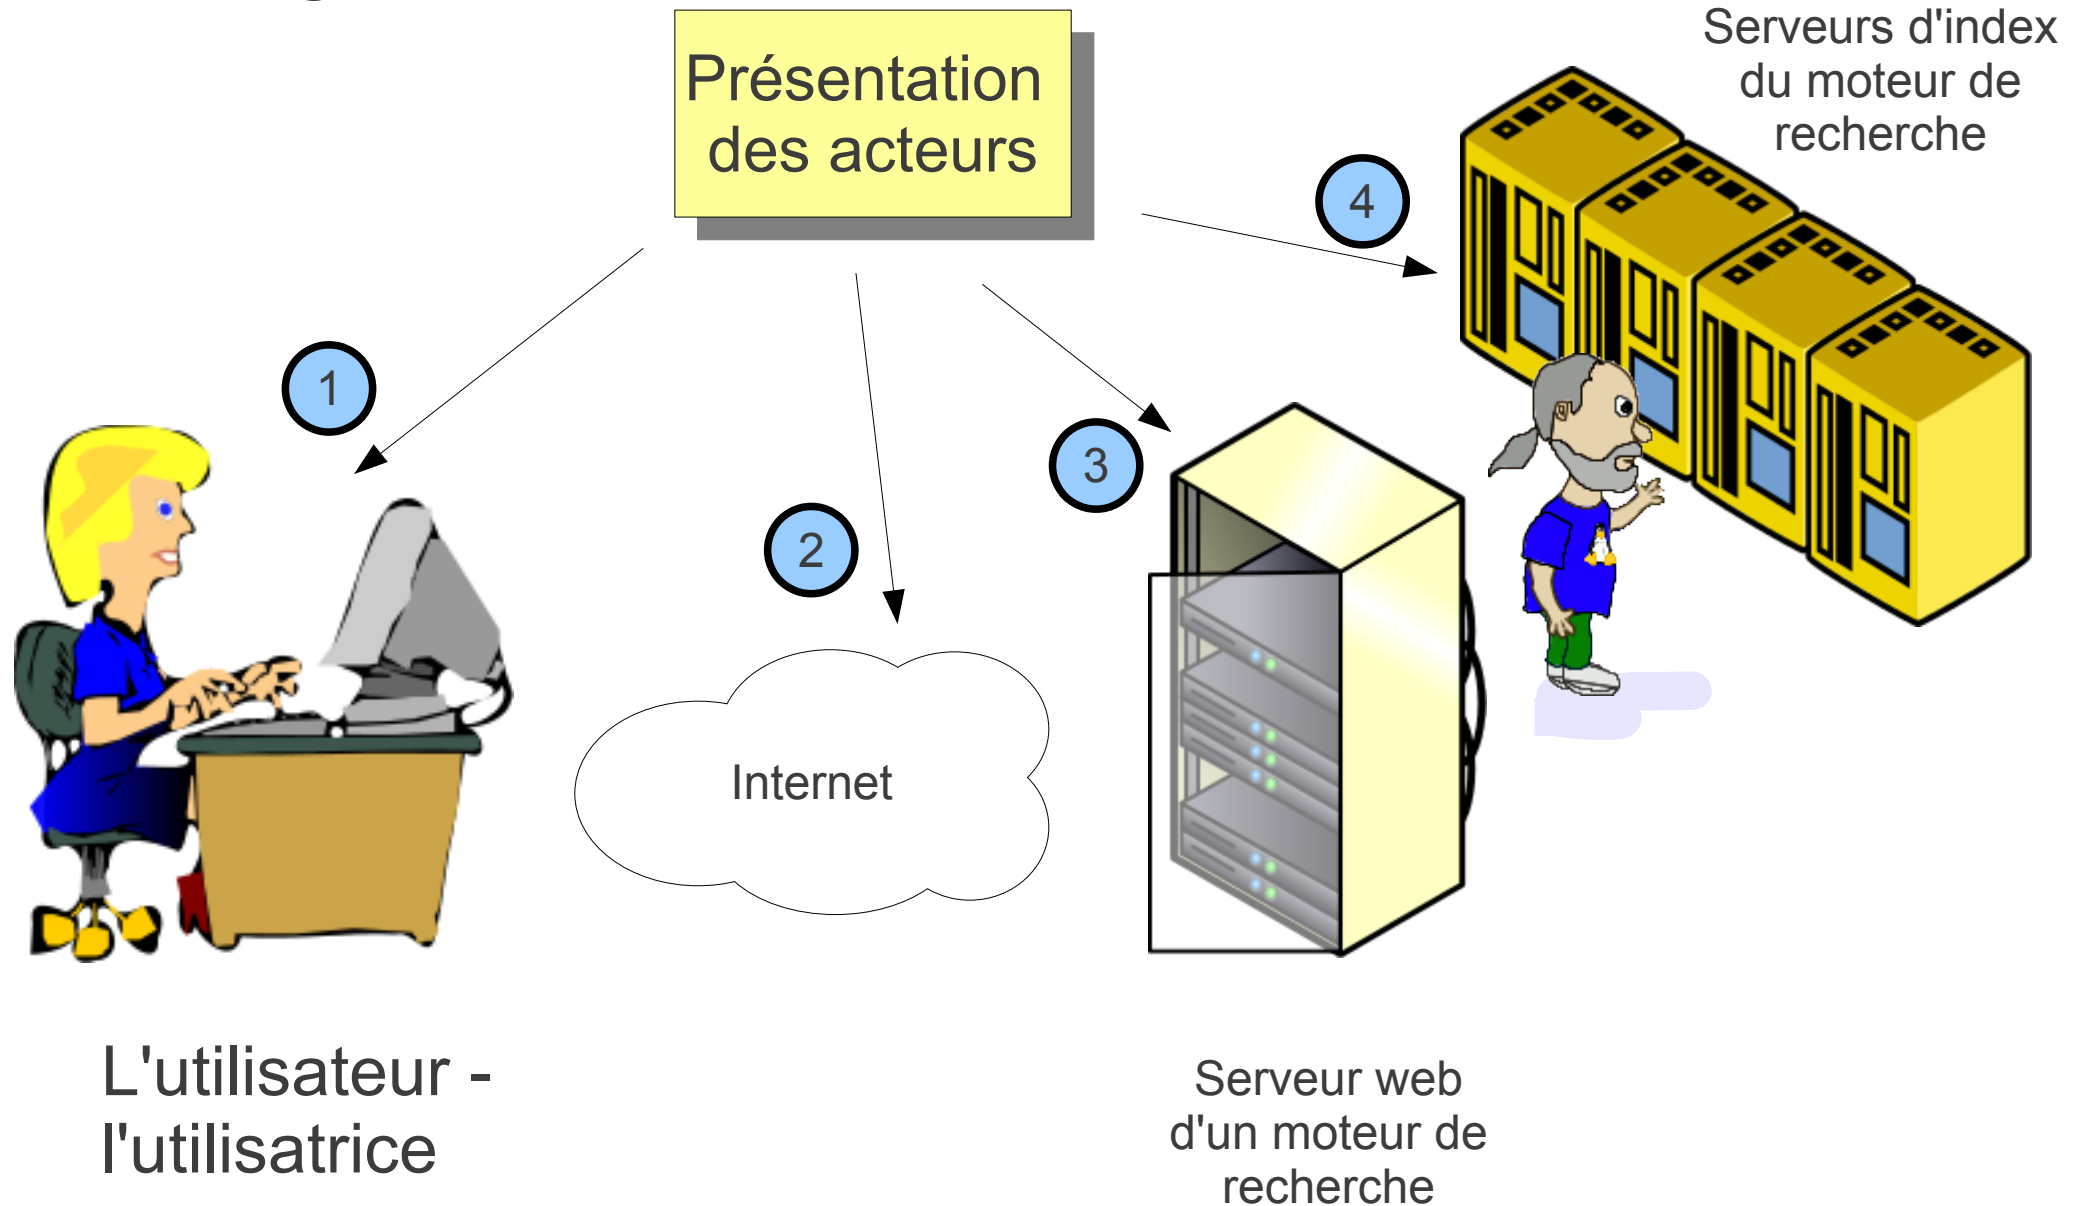 Présentation
des acteurs
Serveurs d'index
du moteur de
recherche
4
1
3
2
Internet
L'utilisateur -
l'utilisatrice
Serveur web
d'un moteur de
recherche